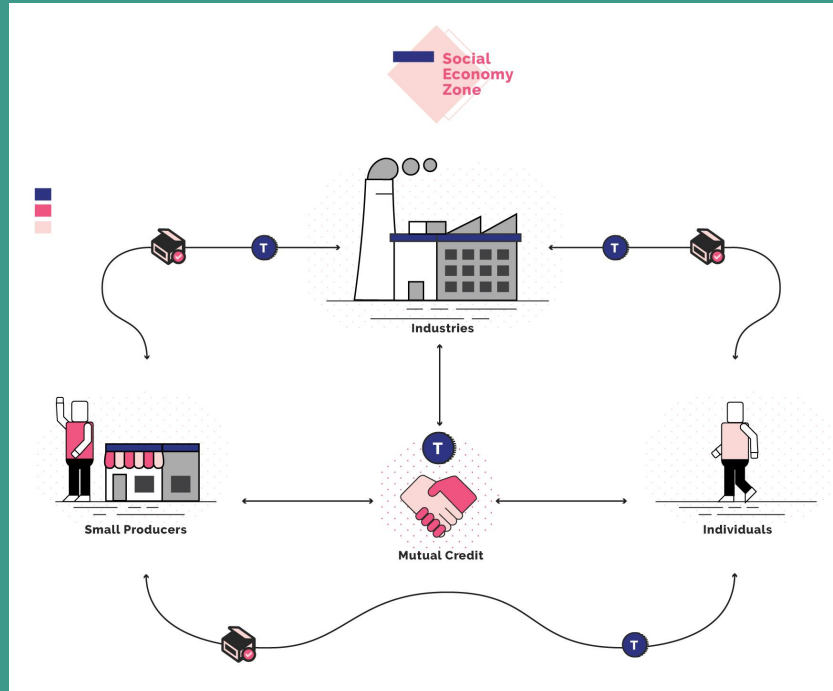 Social
Economy
Zone
T
T
Industries
T
Small Producers
Individuals
Mutual Credit
T